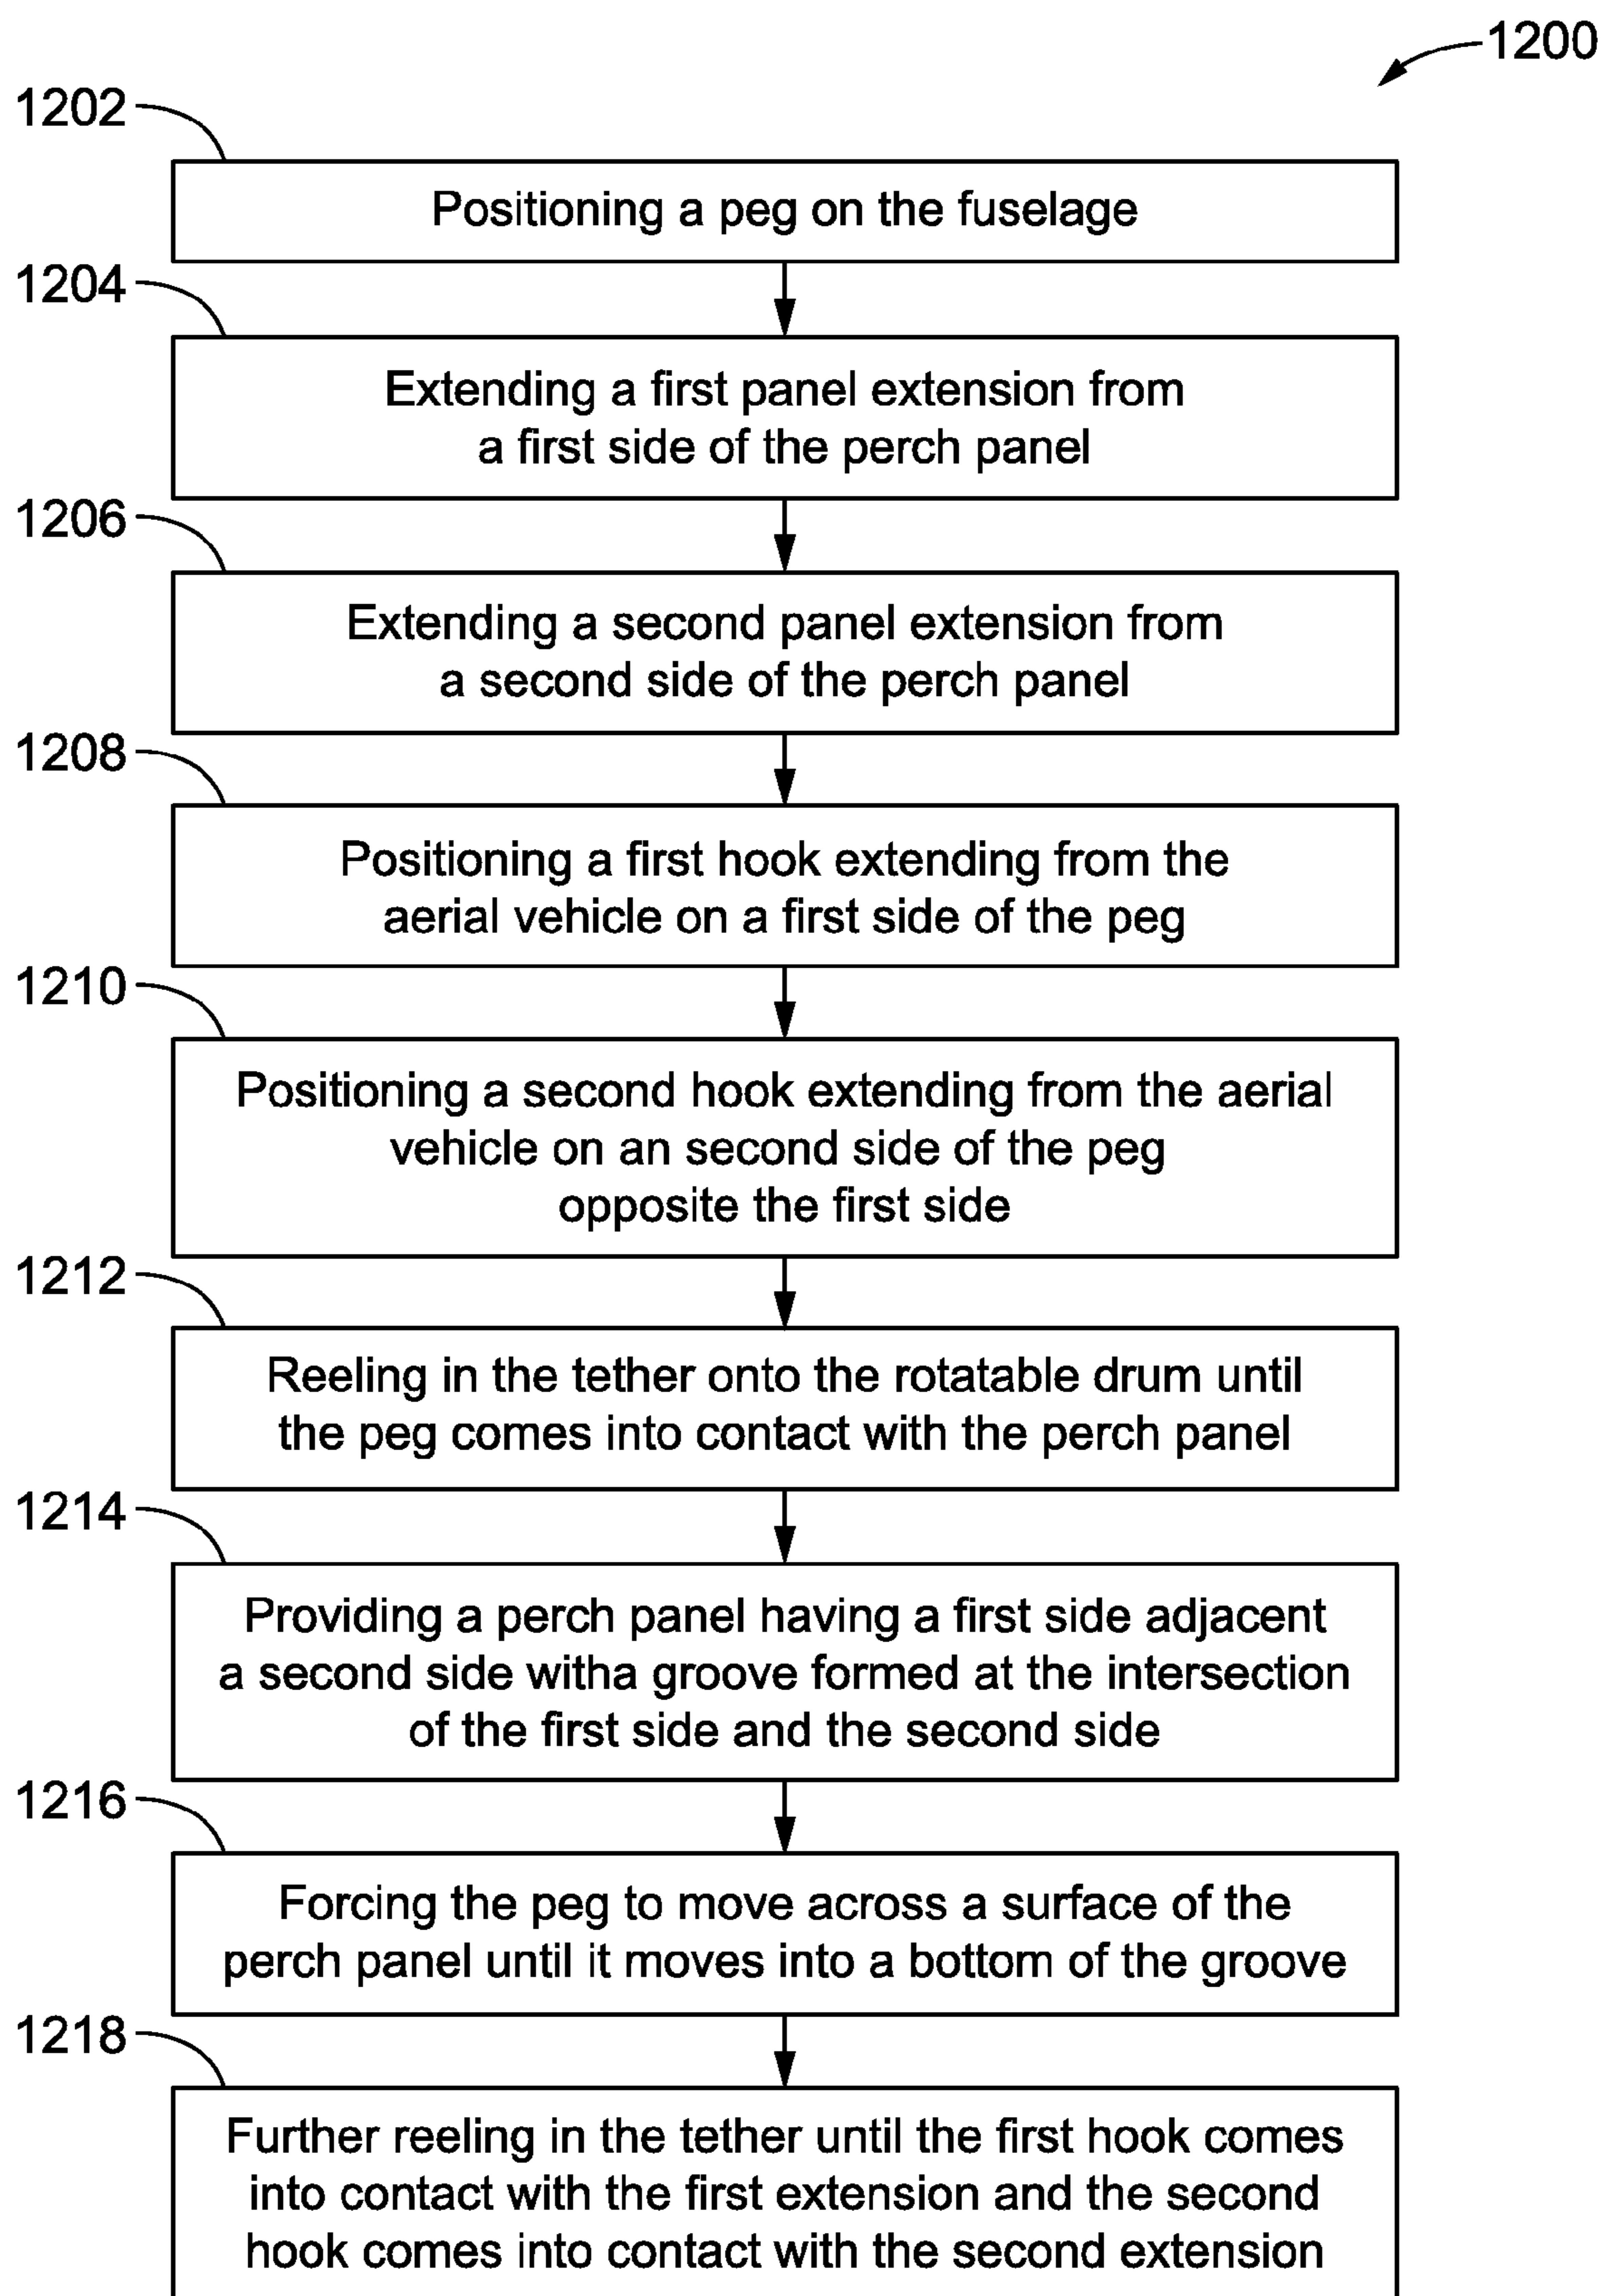 1200
1202
Positioning a peg on the fuselage
1204
Extending a first panel extension from
a first side of the perch panel
1206
Extending a second panel extension from
a second side of the perch panel
1208
Positioning a first hook extending from the
aerial vehicle on a first side of the peg
1210
Positioning a second hook extending from the aerial
vehicle on an second side of the peg
opposite the first side
1212
Reeling in the tether onto the rotatable drum until
the peg comes into contact with the perch panel
1214
Providing a perch panel having a first side adjacent
a second side witha groove formed at the intersection
of the first side and the second side
1216
Forcing the peg to move across a surface of the
perch panel until it moves into a bottom of the groove
1218
Further reeling in the tether until the first hook comes
into contact with the first extension and the second
hook comes into contact with the second extension